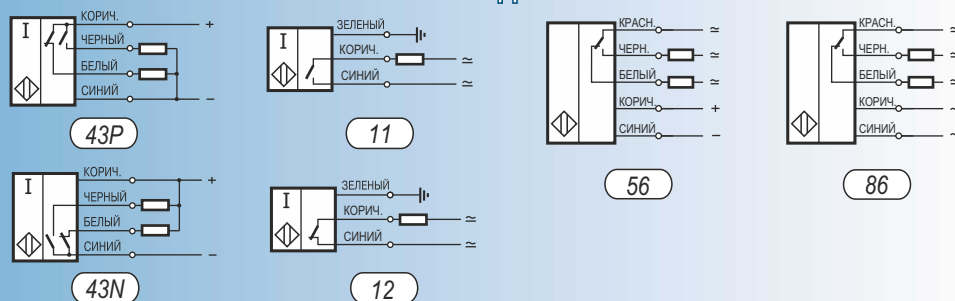 I
КОРИЧ.
+
ЧЕРНЫЙ
БЕЛЫЙ
СИНИЙ
−
43P
I
ЗЕЛЕНЫЙ
КОРИЧ.
≃
СИНИЙ
≃
11
КРАСН.
≃
ЧЕРН.
≃
БЕЛЫЙ
≃
КОРИЧ.
+
СИНИЙ
−
56
КРАСН.
ЧЕРН.
БЕЛЫЙ
КОРИЧ.
СИНИЙ
86
I
КОРИЧ.
+
ЧЕРНЫЙ
БЕЛЫЙ
СИНИЙ
−
43N
I
ЗЕЛЕНЫЙ
КОРИЧ.
≃
СИНИЙ
≃
12